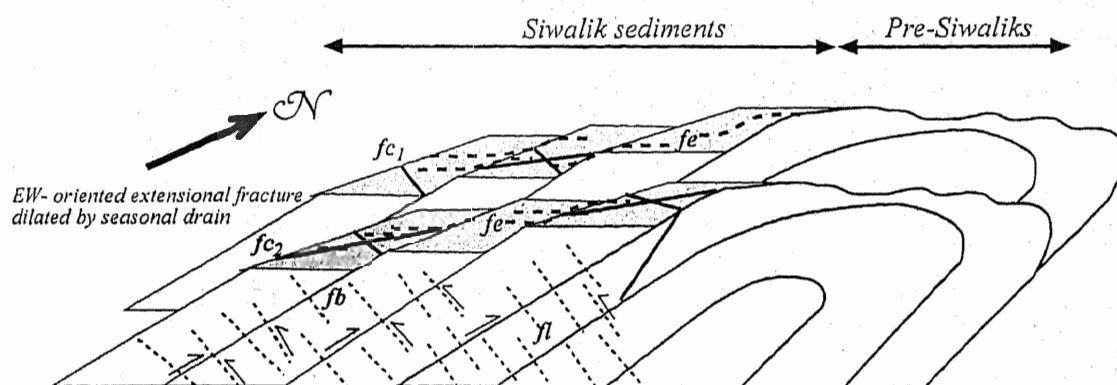 Siwalik sediments
Pre-Siwaliks
N
fc1
fe
EW- oriented extensional fracture
dilated by seasonal drain
fc2
fe
fb
fl